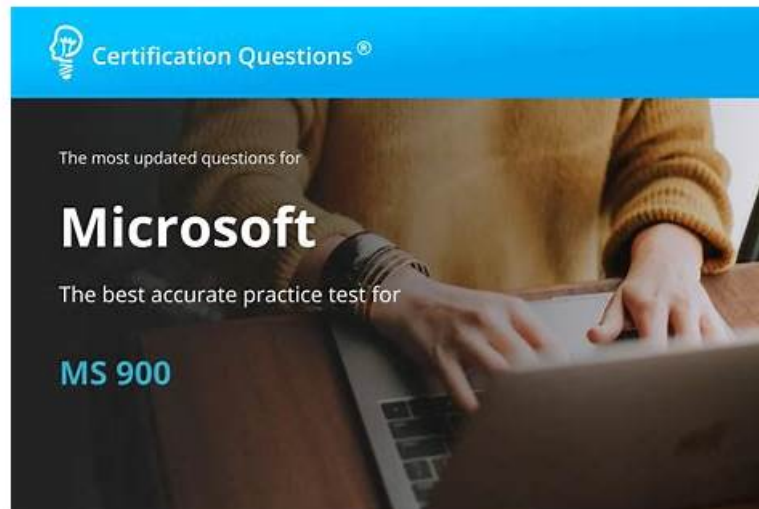 Certification Questions®
The most updated questions for
Microsoft
The best accurate practice test for
MS 900